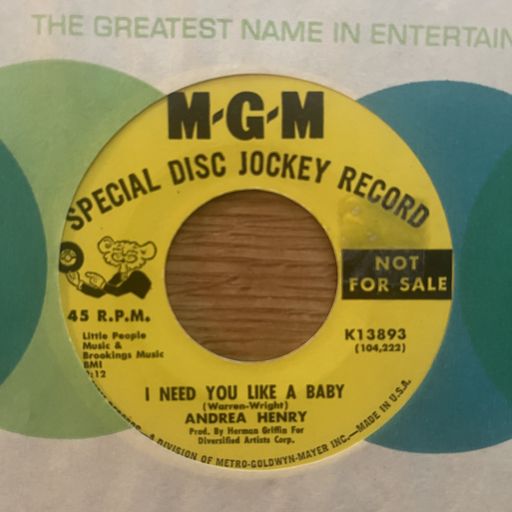 THE GREATEST NAME IN ENTERTAIN
M-G-M
SPECIAL DISC JOCKEY RECORD
NOT
FOR SALE
45 R.P.M.
Little People
Music &
Brookings Music
BMI
:12
K13893
(104,222)
I NEED YOU LIKE A BABY
(Warren-Wright)
ANDREA HENRY
Prod. By Herman Griffin For
Diversified Artists Corp.
A DIVISION OF METRO-GOLDWYN-MAYER INC.—MADE IN U.S.A.